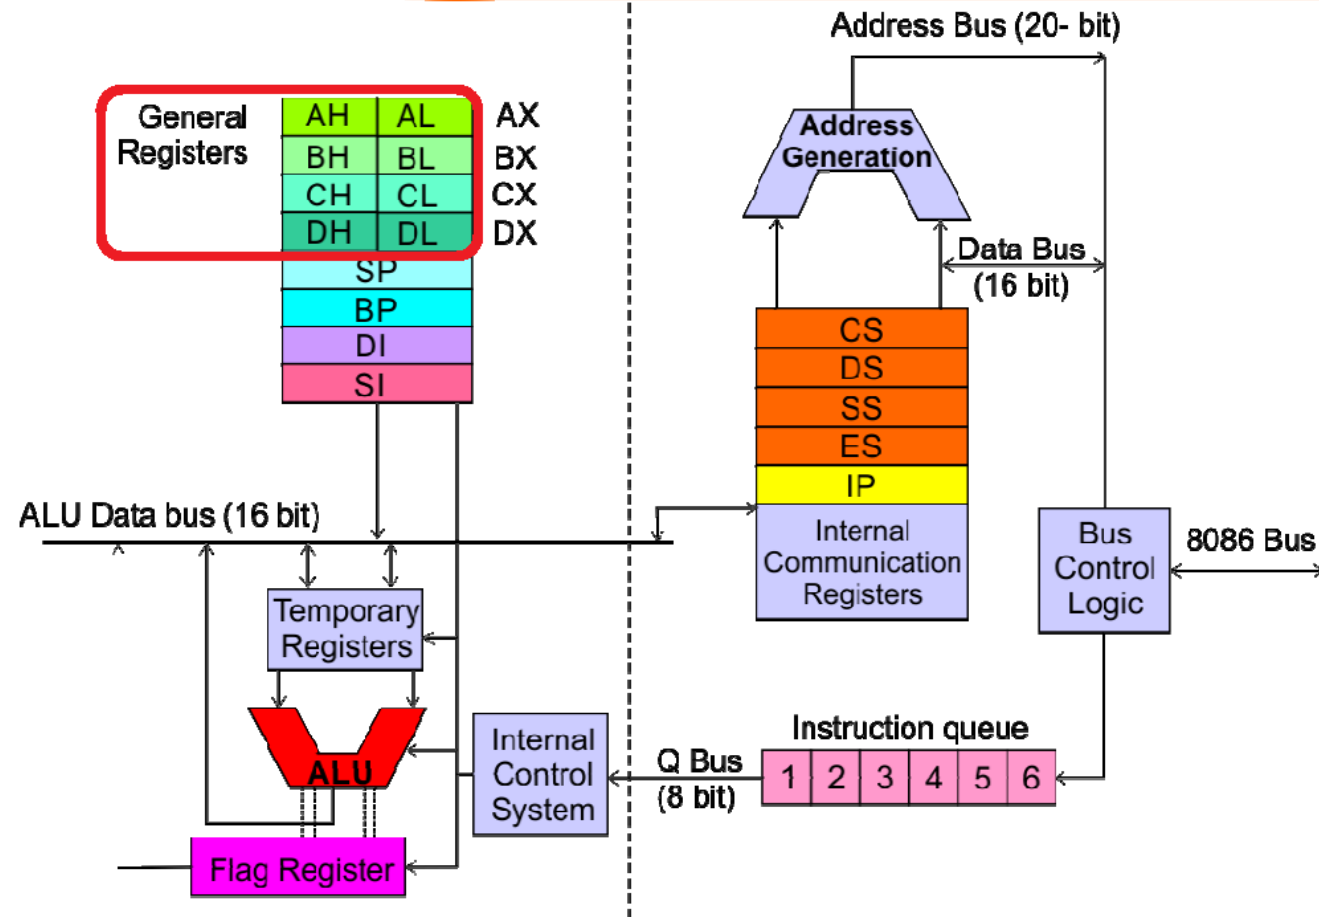 Address Bus (20- bit)
General
Registers
AH AL AX
BH BL BX
CH CL CX
DH DL DX
SP
BP
DI
SI
Address
Generation
Data Bus
(16 bit)
CS
DS
SS
ES
IP
Internal
Communication
Registers
Bus
Control
Logic
8086 Bus
ALU Data bus (16 bit)
Temporary
Registers
ALU
Flag Register
Internal
Control
System
Q Bus
(8 bit)
Instruction queue
1 2 3 4 5 6